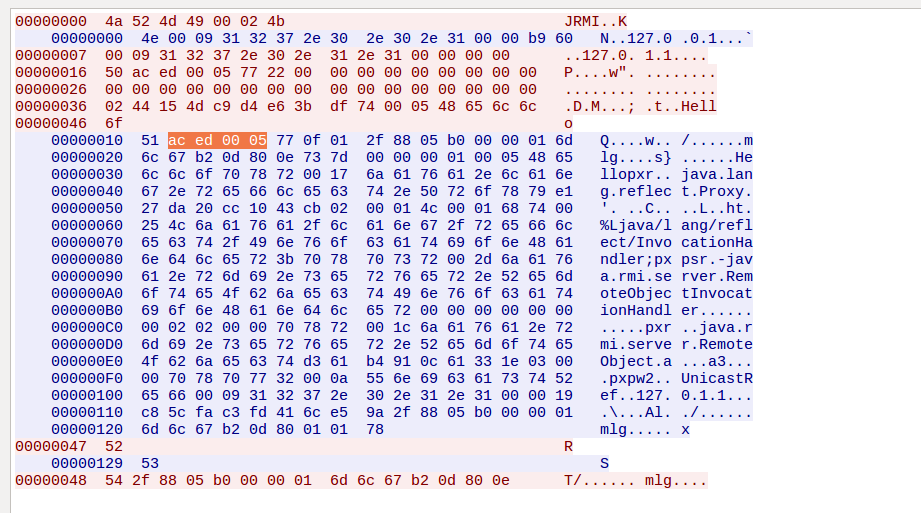 00000000  4a 52 4d 49 00 02 4b                               JRMI..K
    00000000  4e 00 09 31 32 37 2e 30  2e 30 2e 31 00 00 b9 60   N..127.0 .0.1...`
00000007  00 09 31 32 37 2e 30 2e  31 2e 31 00 00 00 00      ..127.0. 1.1....
00000016  50 ac ed 00 05 77 22 00  00 00 00 00 00 00 00 00   P....w". ........
00000026  00 00 00 00 00 00 00 00  00 00 00 00 00 00 00 00   ........ ........
00000036  02 44 15 4d c9 d4 e6 3b  df 74 00 05 48 65 6c 6c   .D.M...; .t..Hell
00000046  6f                                                 o
    00000010  51 ac ed 00 05 77 0f 01  2f 88 05 b0 00 00 01 6d   Q....w.. /......m
    00000020  6c 67 b2 0d 80 0e 73 7d  00 00 00 01 00 05 48 65   lg....s} ......He
    00000030  6c 6c 6f 70 78 72 00 17  6a 61 76 61 2e 6c 61 6e   llopxr.. java.lan
    00000040  67 2e 72 65 66 6c 65 63  74 2e 50 72 6f 78 79 e1   g.reflec t.Proxy.
    00000050  27 da 20 cc 10 43 cb 02  00 01 4c 00 01 68 74 00   '. ..C.. ..L..ht.
    00000060  25 4c 6a 61 76 61 2f 6c  61 6e 67 2f 72 65 66 6c   %Ljava/l ang/refl
    00000070  65 63 74 2f 49 6e 76 6f  63 61 74 69 6f 6e 48 61   ect/Invo cationHa
    00000080  6e 64 6c 65 72 3b 70 78  70 73 72 00 2d 6a 61 76   ndler;px psr.-jav
    00000090  61 2e 72 6d 69 2e 73 65  72 76 65 72 2e 52 65 6d   a.rmi.se rver.Rem
    000000A0  6f 74 65 4f 62 6a 65 63  74 49 6e 76 6f 63 61 74   oteObjec tInvocat
    000000B0  69 6f 6e 48 61 6e 64 6c  65 72 00 00 00 00 00 00   ionHandl er......
    000000C0  00 02 02 00 00 70 78 72  00 1c 6a 61 76 61 2e 72   .....pxr ..java.r
    000000D0  6d 69 2e 73 65 72 76 65  72 2e 52 65 6d 6f 74 65   mi.serve r.Remote
    000000E0  4f 62 6a 65 63 74 d3 61  b4 91 0c 61 33 1e 03 00   Object.a ...a3...
    000000F0  00 70 78 70 77 32 00 0a  55 6e 69 63 61 73 74 52   .pxpw2.. UnicastR
    00000100  65 66 00 09 31 32 37 2e  30 2e 31 2e 31 00 00 19   ef..127. 0.1.1...
    00000110  c8 5c fa c3 fd 41 6c e5  9a 2f 88 05 b0 00 00 01   .\...Al. ./......
    00000120  6d 6c 67 b2 0d 80 01 01  78                        mlg..... x
00000047  52                                                 R
    00000129  53                                                 S
00000048  54 2f 88 05 b0 00 00 01  6d 6c 67 b2 0d 80 0e      T/...... mlg....